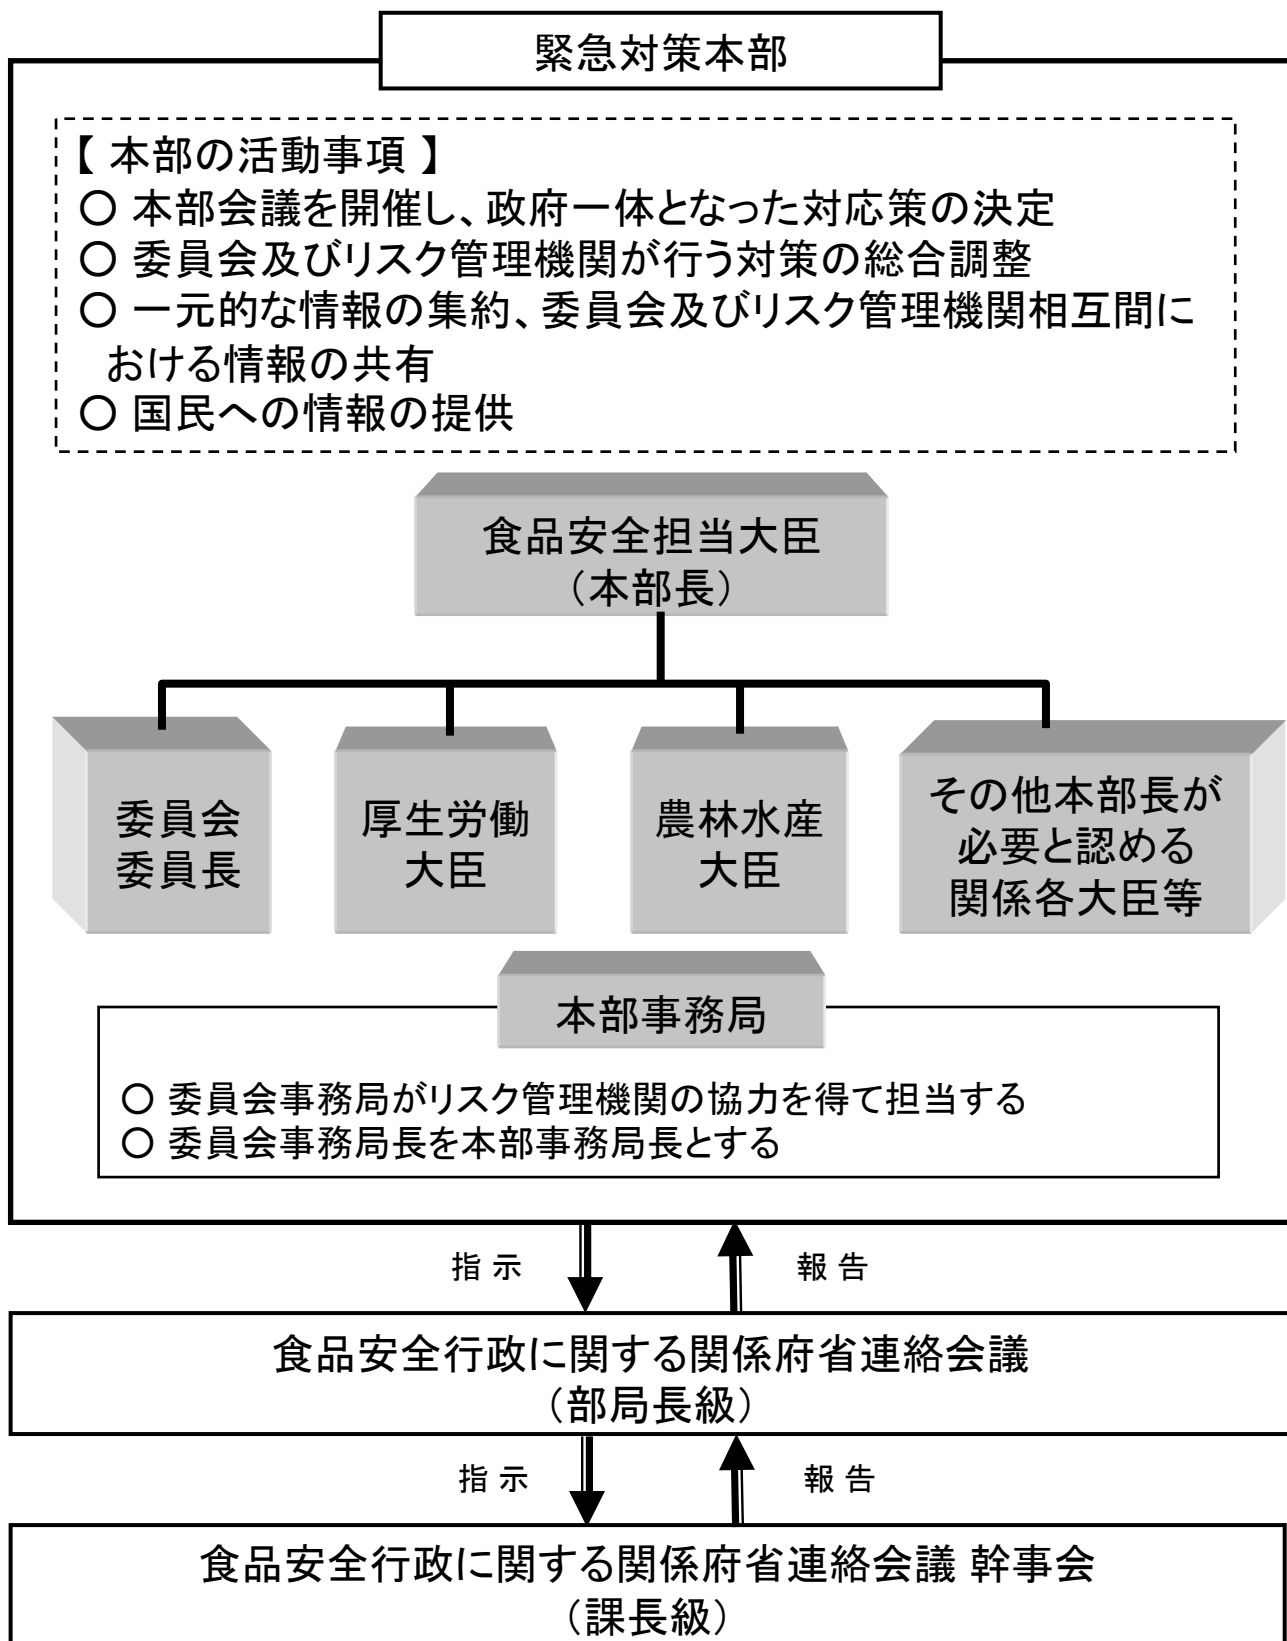 緊急対策本部
【 本部の活動事項 】
○ 本部会議を開催し、政府一体となった対応策の決定
○ 委員会及びリスク管理機関が行う対策の総合調整
○ 一元的な情報の集約、委員会及びリスク管理機関相互間に
おける情報の共有
○ 国民への情報の提供
食品安全担当大臣
（本部長）
委員会
委員長
厚生労働
大臣
農林水産
大臣
その他本部長が
必要と認める
関係各大臣等
本部事務局
○ 委員会事務局がリスク管理機関の協力を得て担当する
○ 委員会事務局長を本部事務局長とする
指 示
報 告
食品安全行政に関する関係府省連絡会議
（部局長級）
指 示
報 告
食品安全行政に関する関係府省連絡会議 幹事会
（課長級）